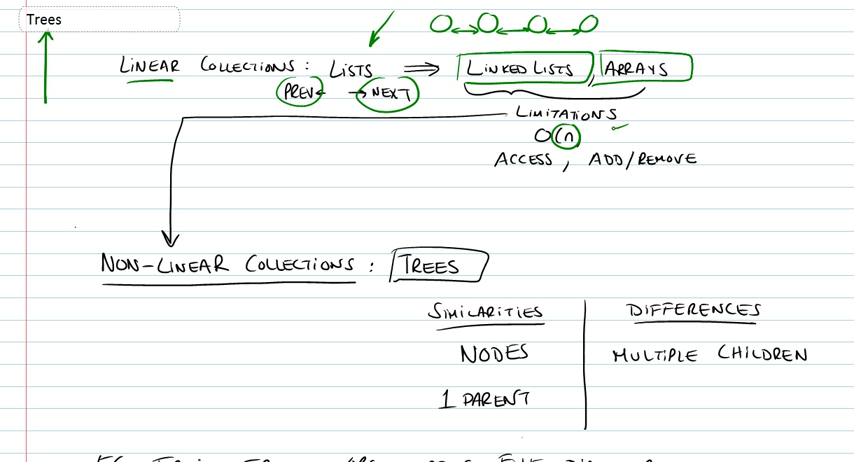 Trees
LINEAR COLLECTIONS: LISTS ⇒ LINKED LISTS, ARRAYS
PREV← →NEXT
LIMITATIONS
O(n)
ACCESS, ADD/REMOVE
NON-LINEAR COLLECTIONS: TREES
SIMILARITIES DIFFERENCES
NODES MULTIPLE CHILDREN
1 PARENT